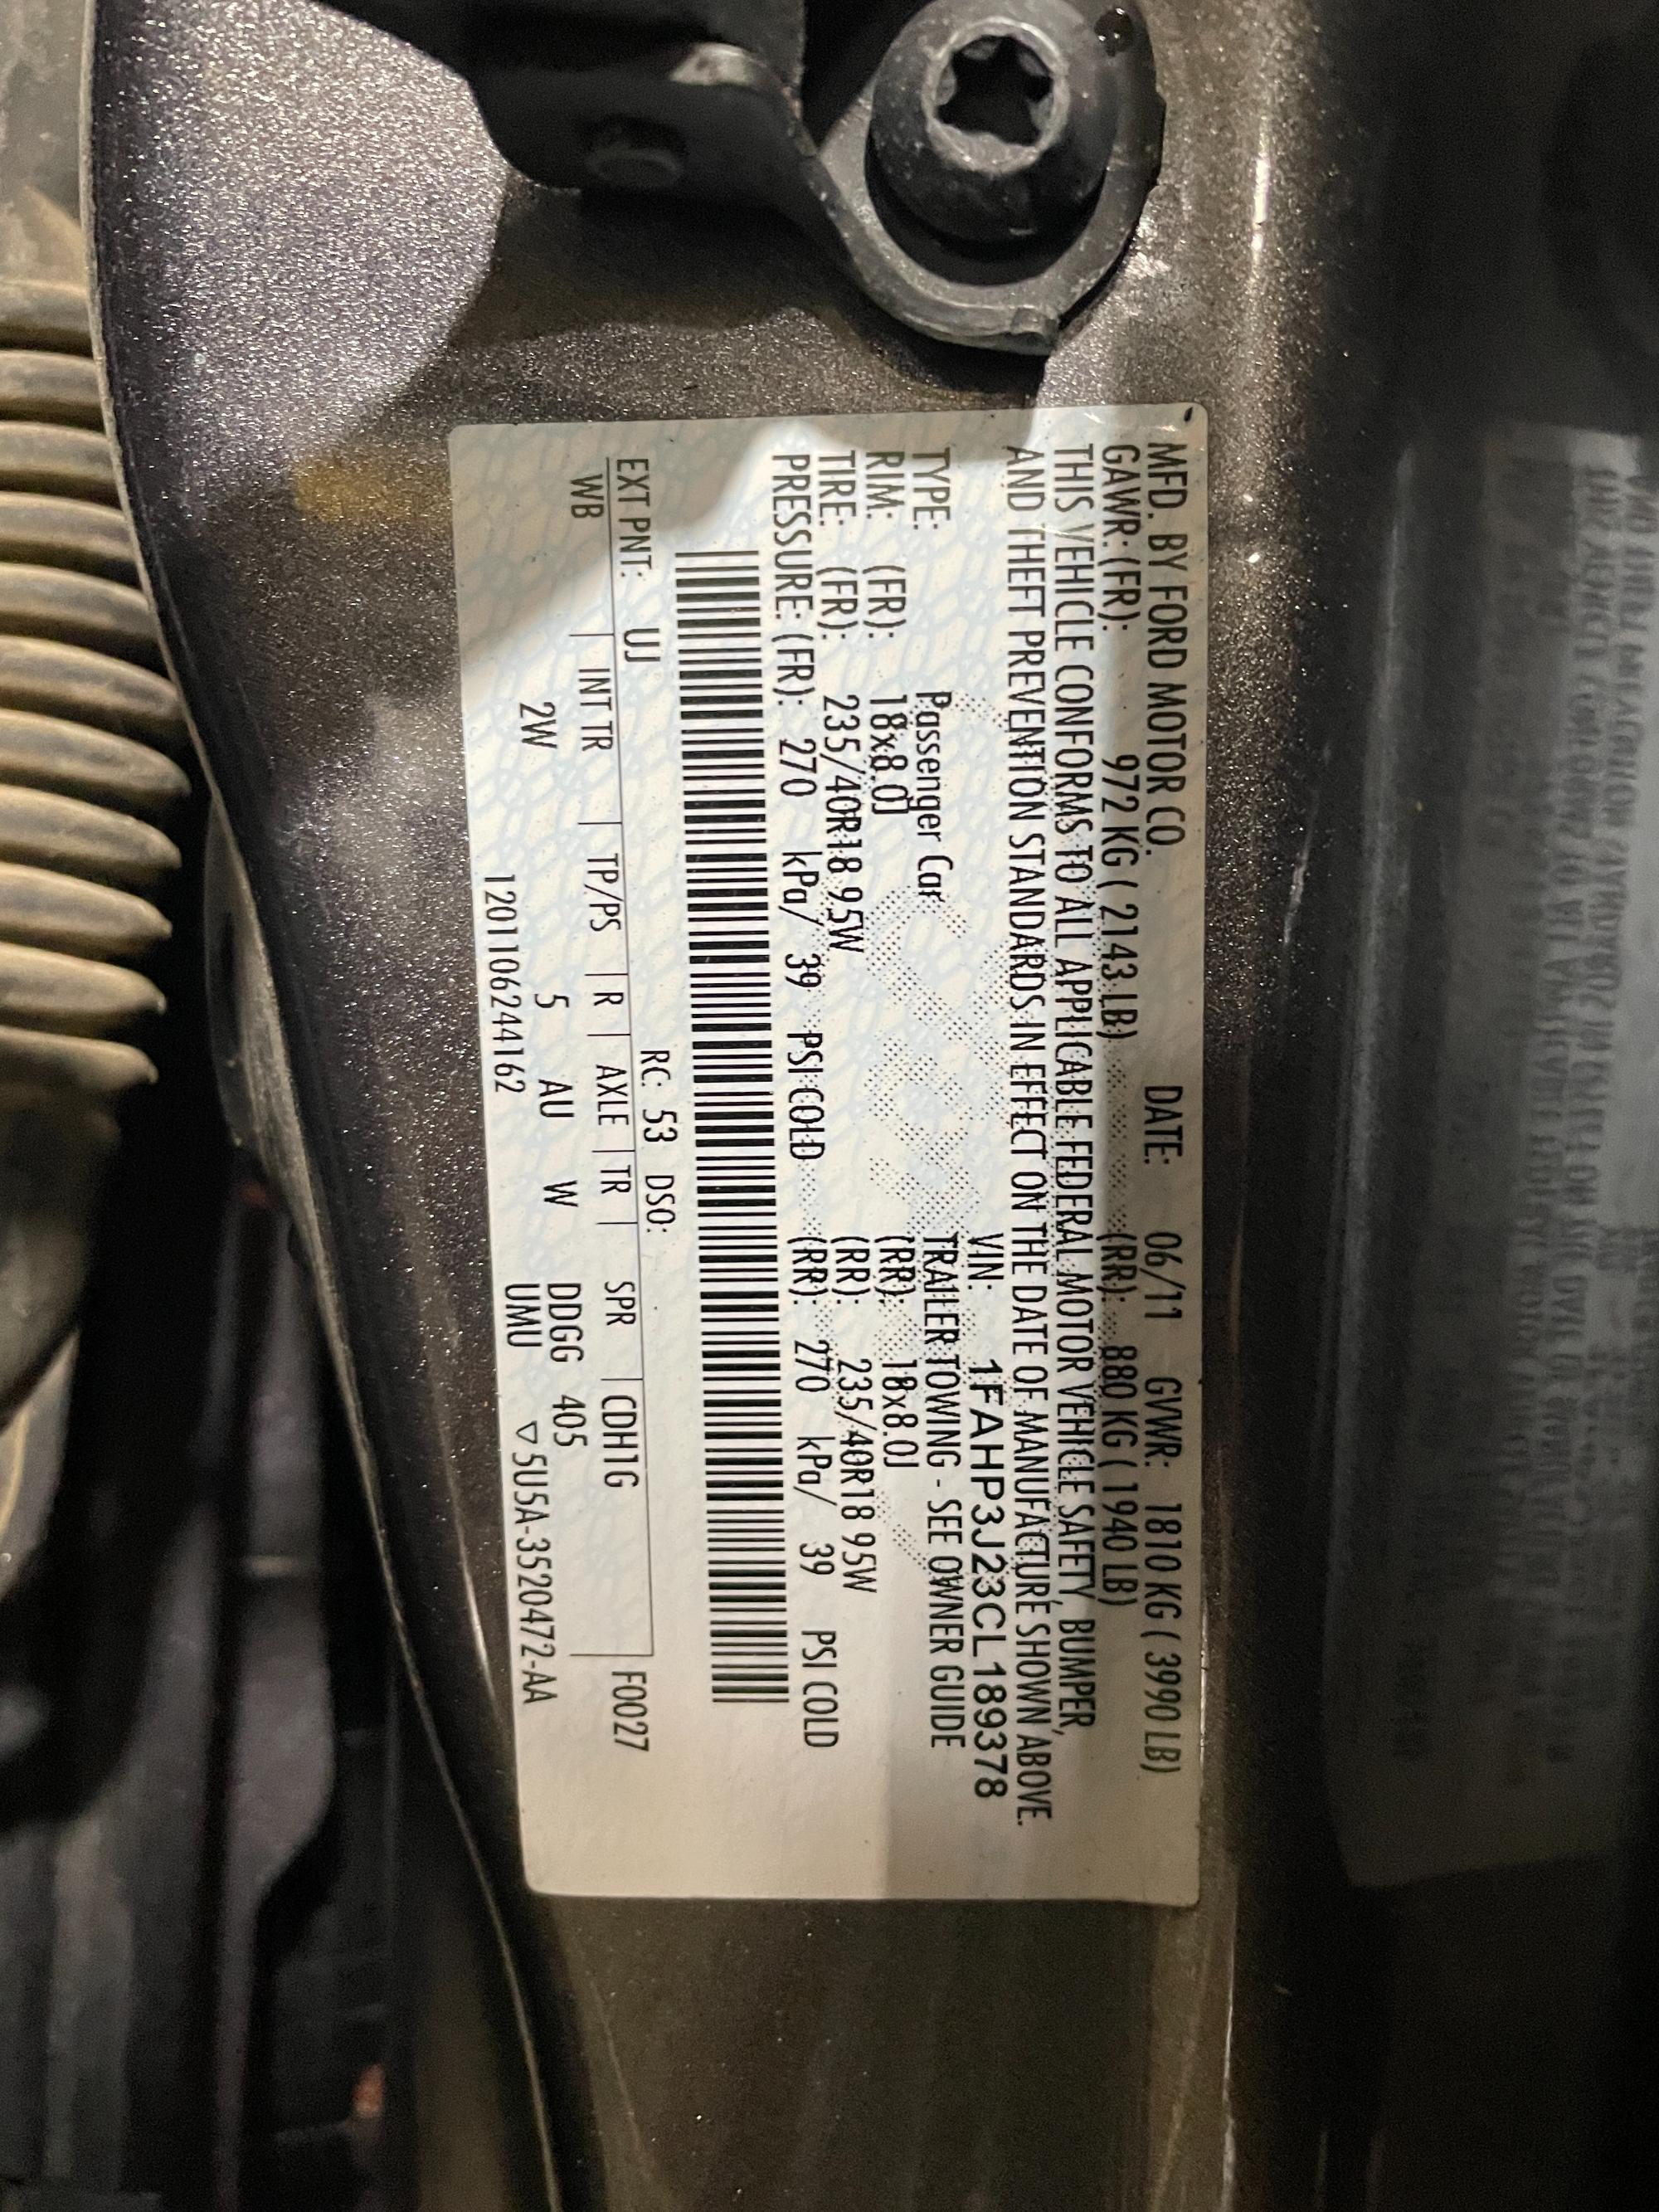 MFD. BY FORD MOTOR CO. DATE: 06/11 GVWR: 1810 KG ( 3990 LB)
GAWR: (FR): 972 KG ( 2143 LB) (RR): 880 KG ( 1940 LB)
THIS VEHICLE CONFORMS TO ALL APPLICABLE FEDERAL MOTOR VEHICLE SAFETY, BUMPER,
AND THEFT PREVENTION STANDARDS IN EFFECT ON THE DATE OF MANUFACTURE SHOWN ABOVE.
VIN: 1FAHP3J23CL189378
TYPE: Passenger Car TRAILER TOWING - SEE OWNER GUIDE
RIM: (FR): 18x8.0J (RR): 18x8.0J
TIRE: (FR): 235/40R18 95W (RR): 235/40R18 95W
PRESSURE: (FR): 270 kPa/ 39 PSI COLD (RR): 270 kPa/ 39 PSI COLD
EXT PNT: UJ RC: 53 DSO: F0027
WB INT TR TP/PS R AXLE TR SPR CDH1G
2W 5 AU W DDGG 405
UMU ▽5U5A-3520472-AA
1201106244162